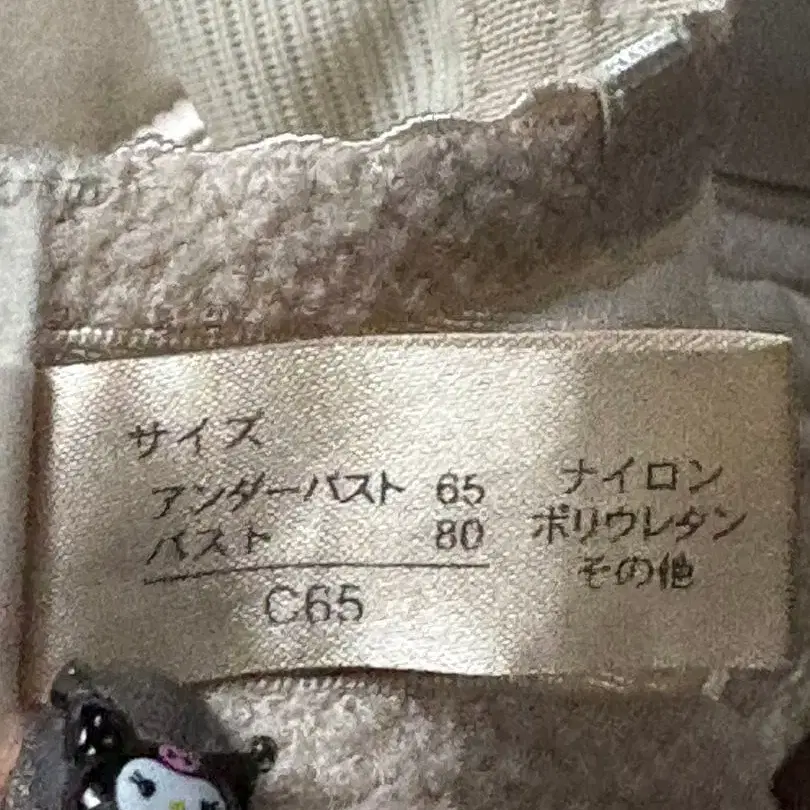 サイズ
アンダーバスト 65
バスト 80
C65
ナイロン
ポリウレタン
その他